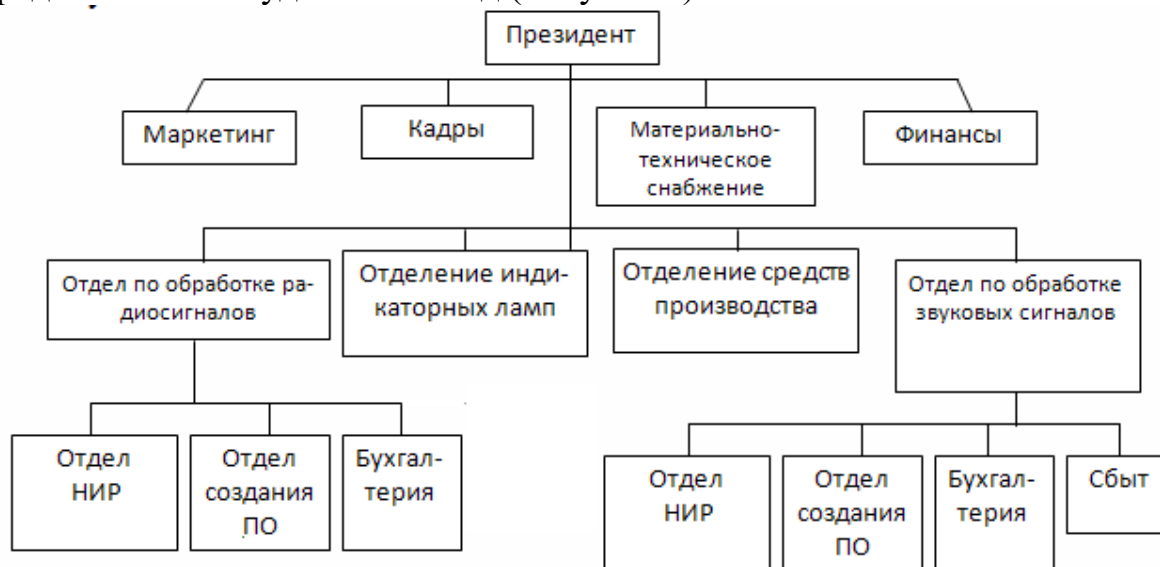 Президент
Маркетинг
Кадры
Материально-
техническое
снабжение
Финансы
Отдел по обработке ра-
диосигналов
Отделение инди-
каторных ламп
Отделение средств
производства
Отдел по обработке
звуковых сигналов
Отдел
НИР
Отдел
создания
ПО
Бухгал-
терия
Отдел
НИР
Отдел
создания
ПО
Бухгал-
терия
Сбыт